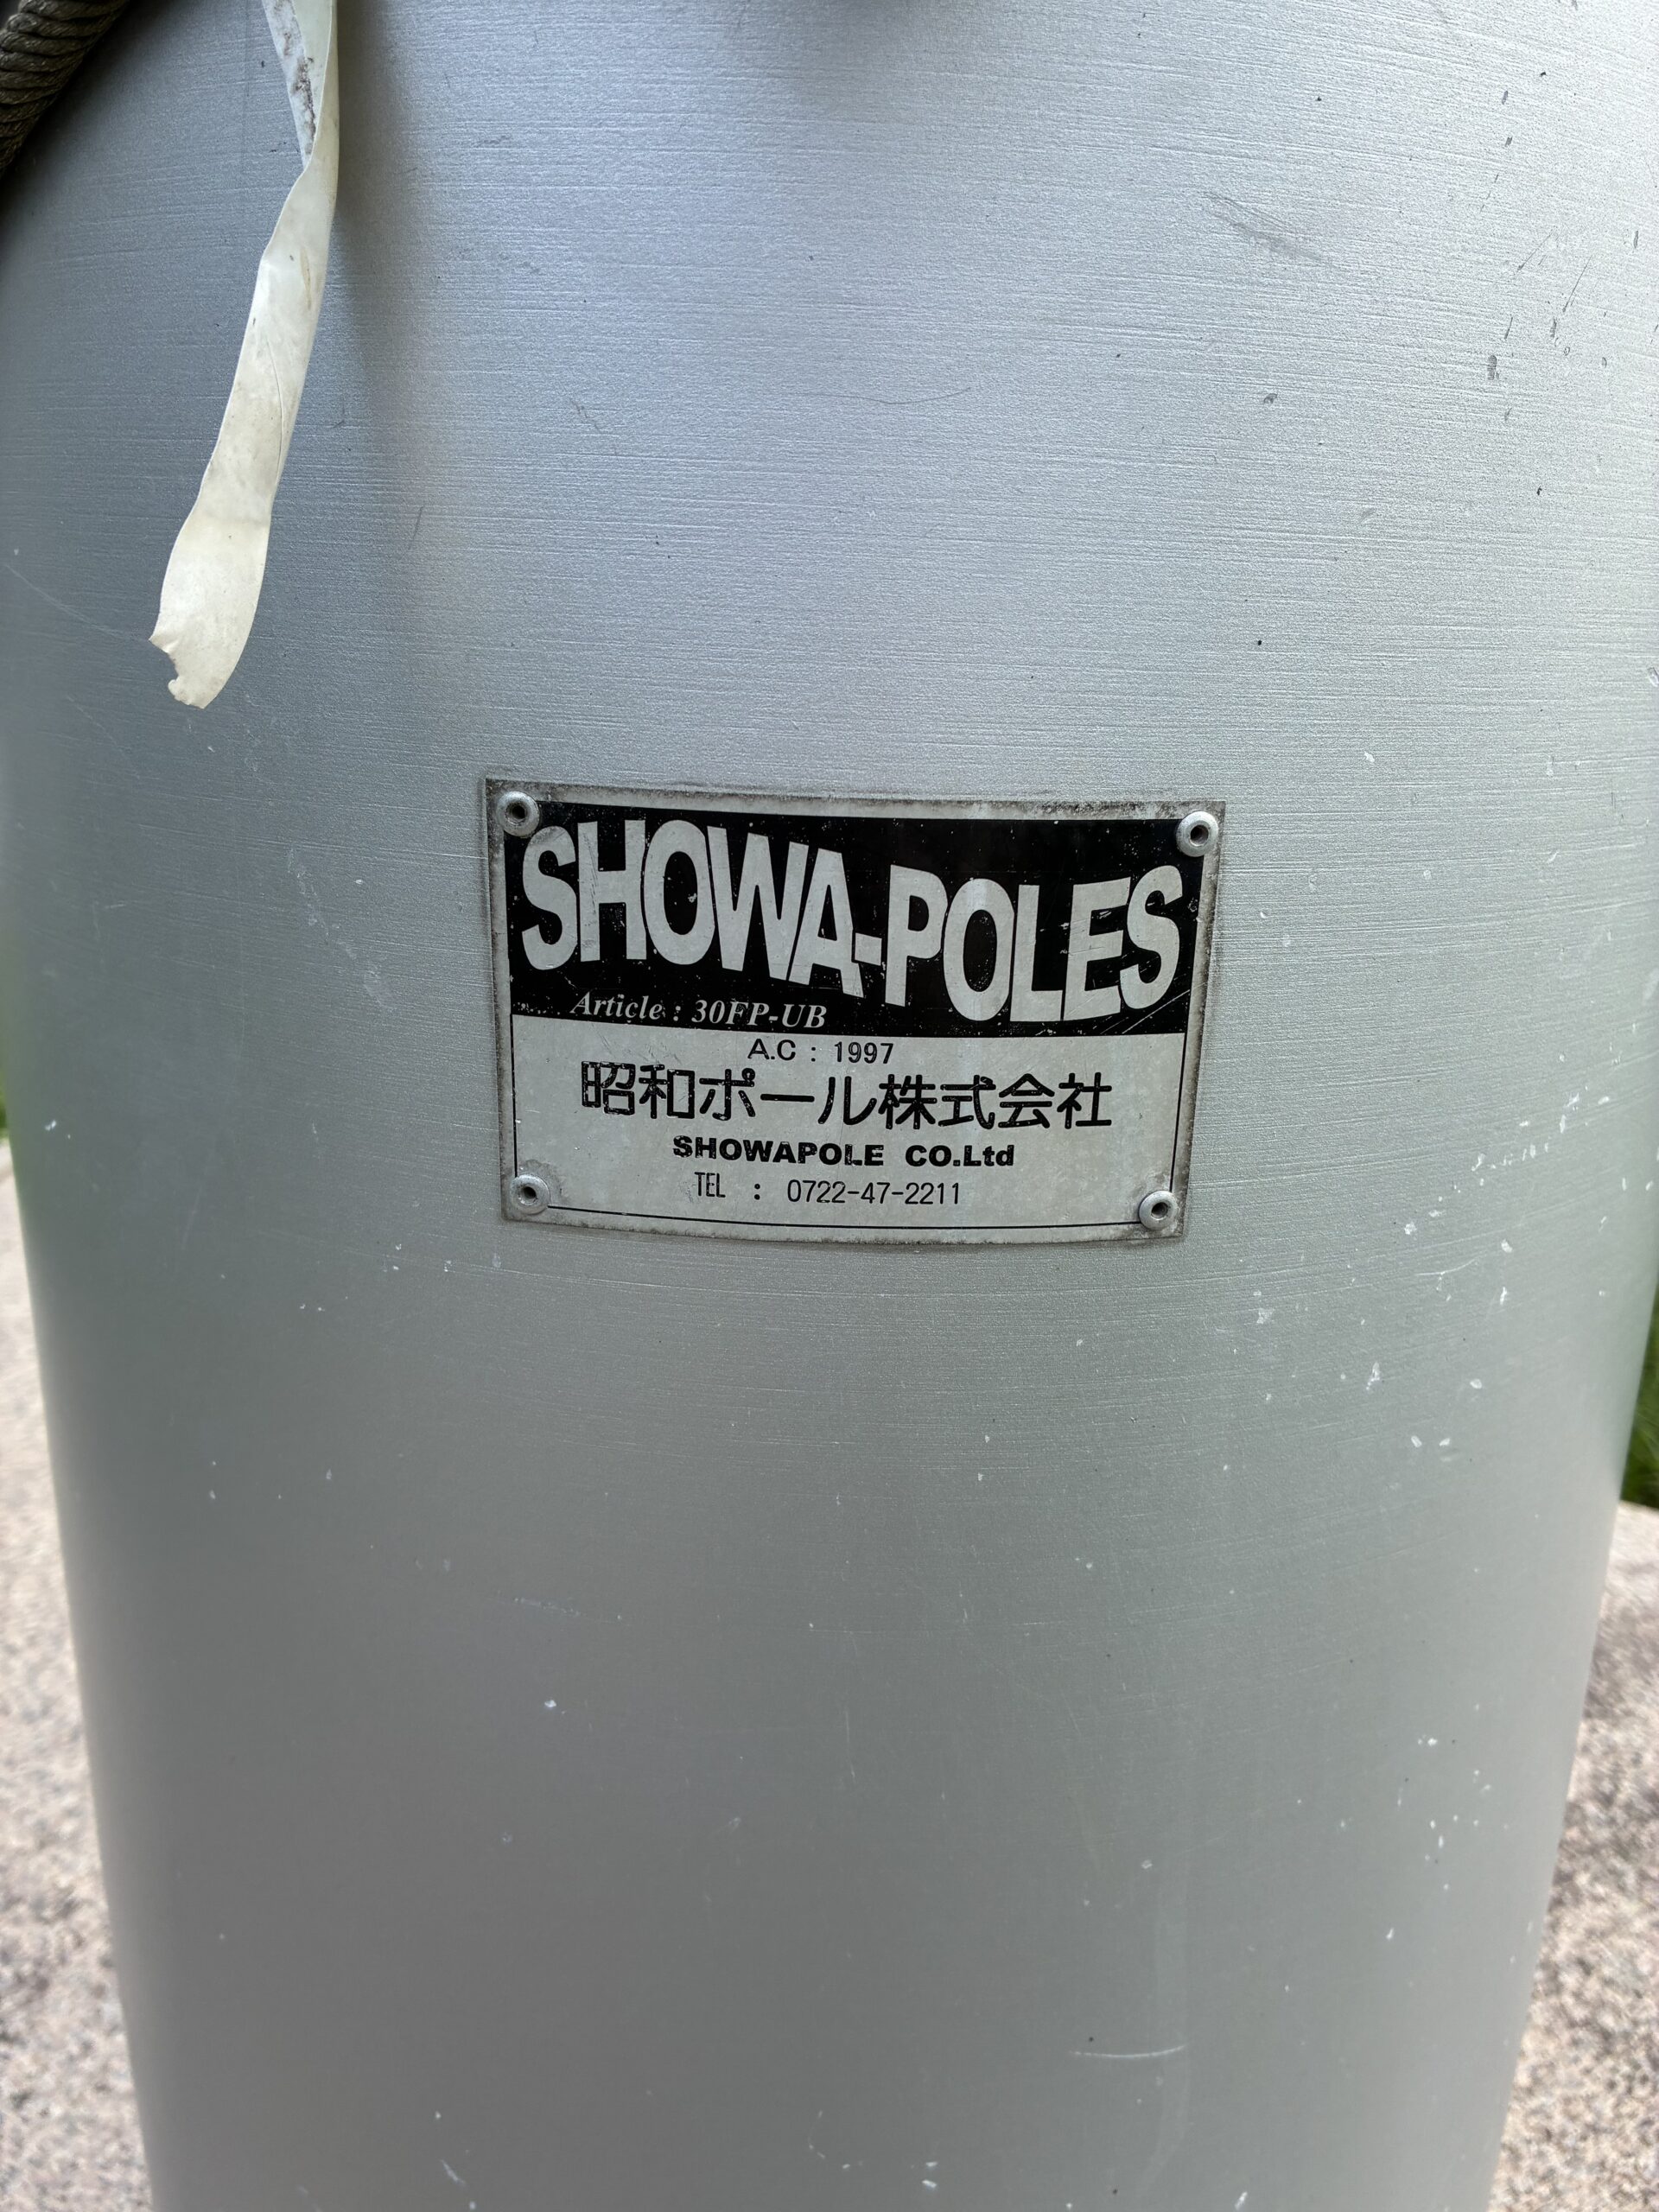 SHOWA-POLES
Article : 30FP-UB
A.C : 1997
昭和ポール株式会社
SHOWAPOLE CO.Ltd
TEL : 0722-47-2211